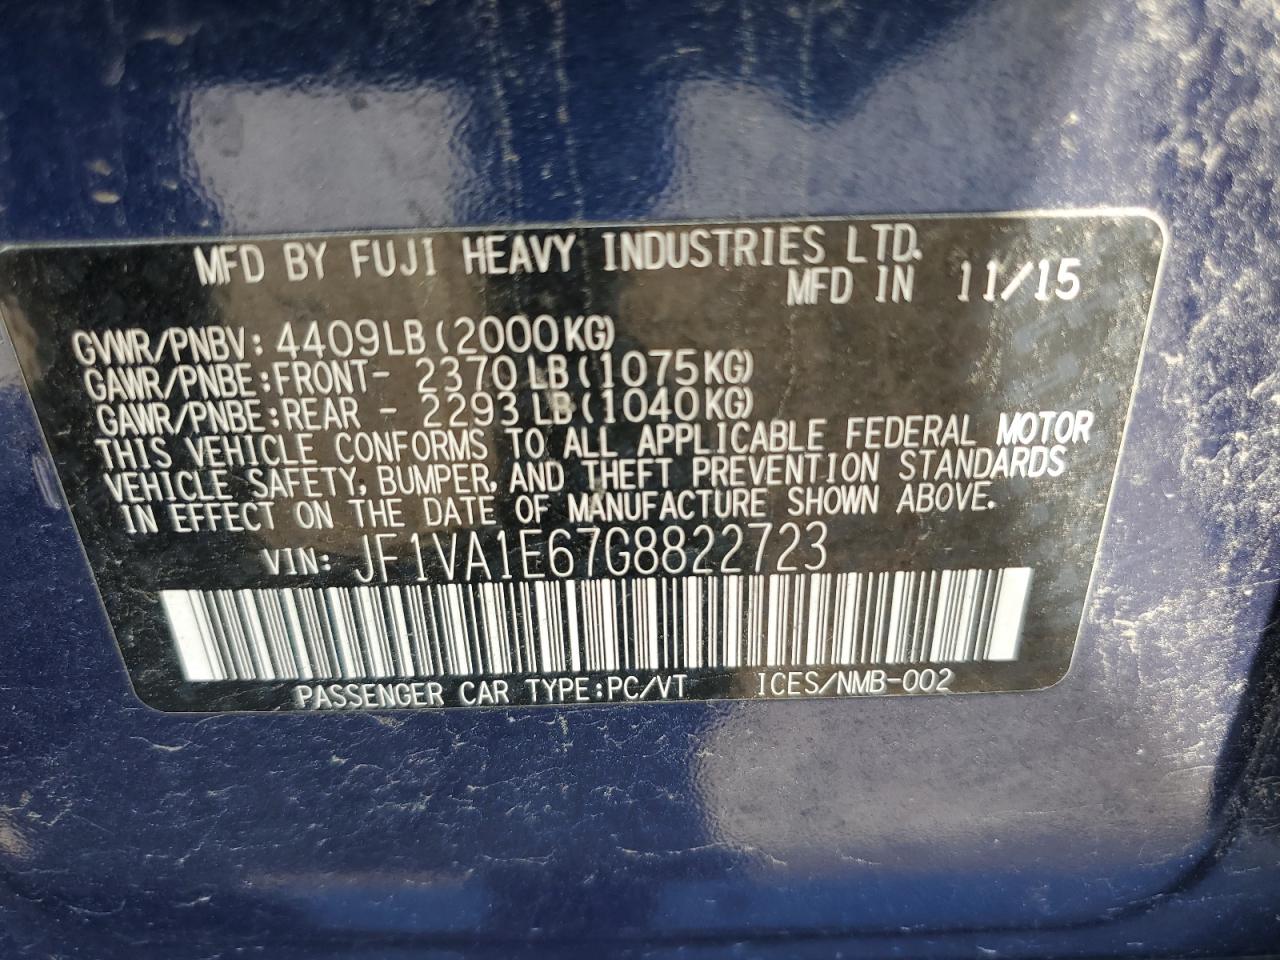 MFD BY FUJI HEAVY INDUSTRIES LTD.
MFD IN 11/15
GVWR/PNBV: 4409LB (2000KG)
GAWR/PNBE:FRONT- 2370LB (1075KG)
GAWR/PNBE:REAR - 2293LB (1040KG)
THIS VEHICLE CONFORMS TO ALL APPLICABLE FEDERAL MOTOR
VEHICLE SAFETY, BUMPER, AND THEFT PREVENTION STANDARDS
IN EFFECT ON THE DATE OF MANUFACTURE SHOWN ABOVE.
VIN: JF1VA1E67G8822723
PASSENGER CAR TYPE:PC/VT ICES/NMB-002